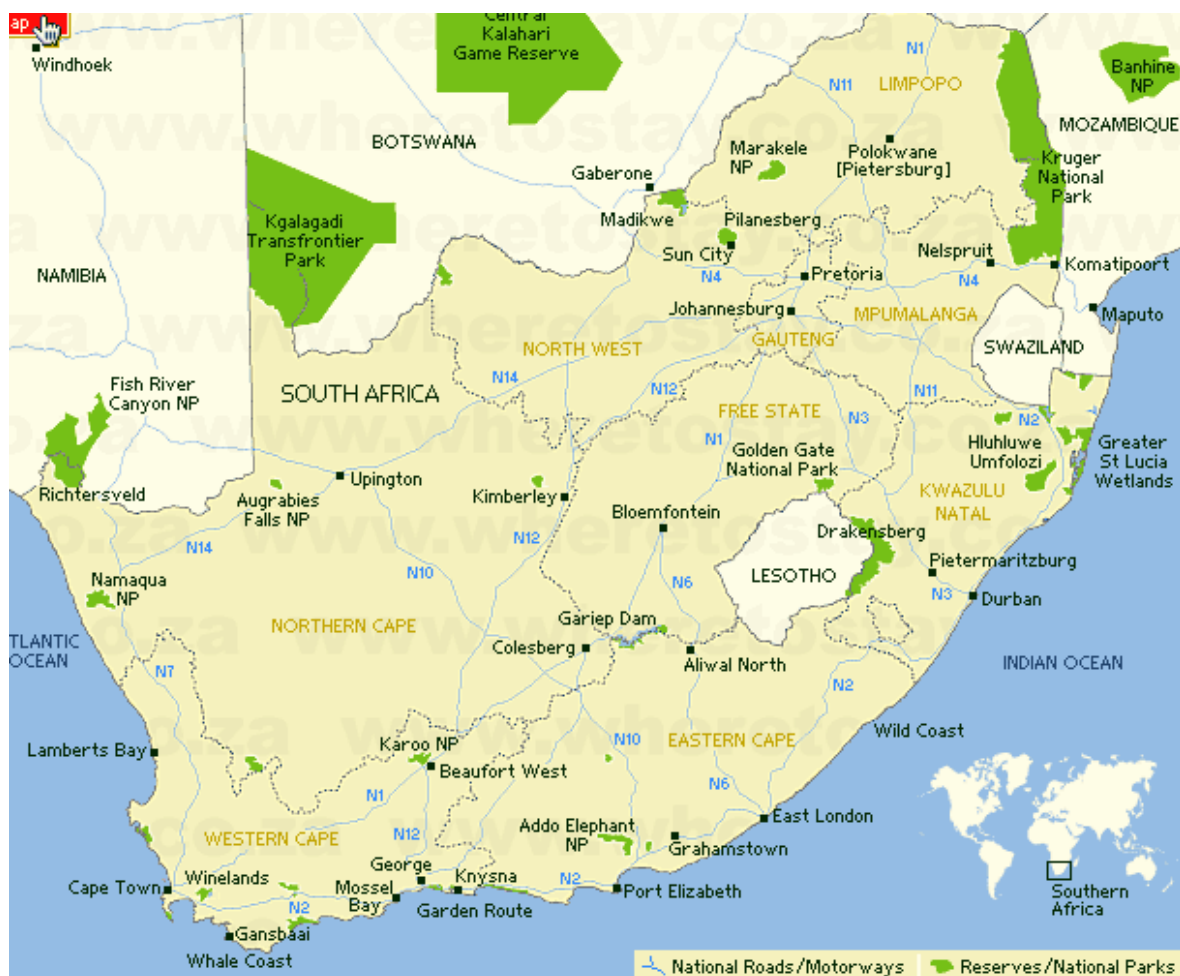 ap
Windhoek
Central
Kalahari
Game Reserve
N1
N11
LIMPOPO
Banhine
NP
www.wheretostay.co.za
BOTSWANA
MOZAMBIQUE
Marakele
NP
Polokwane
[Pietersburg]
Kruger
National
Park
Gaberone
Madikwe
Pilanesberg
Kgalagadi
Transfrontier
Park
Sun City
Nelspruit
NAMIBIA
N4
Pretoria
N4
Komatipoort
Johannesburg
MPUMALANGA
Maputo
GAUTENG
SWAZILAND
NORTH WEST
Fish River
Canyon NP
SOUTH AFRICA
N14
N12
N11
FREE STATE
N3
N2
N1
Hluhluwe
Umfolozi
Greater
St Lucia
Wetlands
Golden Gate
National Park
Upington
Richtersveld
Augrabies
Falls NP
Kimberley
KWAZULU
NATAL
Bloemfontein
Drakensberg
N14
N12
N10
Pietermaritzburg
LESOTHO
N6
Namaqua
NP
N3
Durban
Gariep Dam
NORTHERN CAPE
TLANTIC
OCEAN
Colesberg
Aliwal North
INDIAN OCEAN
N7
N2
Wild Coast
Lamberts Bay
Karoo NP
N10
EASTERN CAPE
Beaufort West
N6
N1
East London
WESTERN CAPE
N12
Addo Elephant
NP
Grahamstown
George
Knysna
Cape Town
Winelands
Mossel
Bay
N2
Port Elizabeth
Garden Route
N2
Southern
Africa
Gansbaai
Whale Coast
National Roads/Motorways
Reserves/National Parks